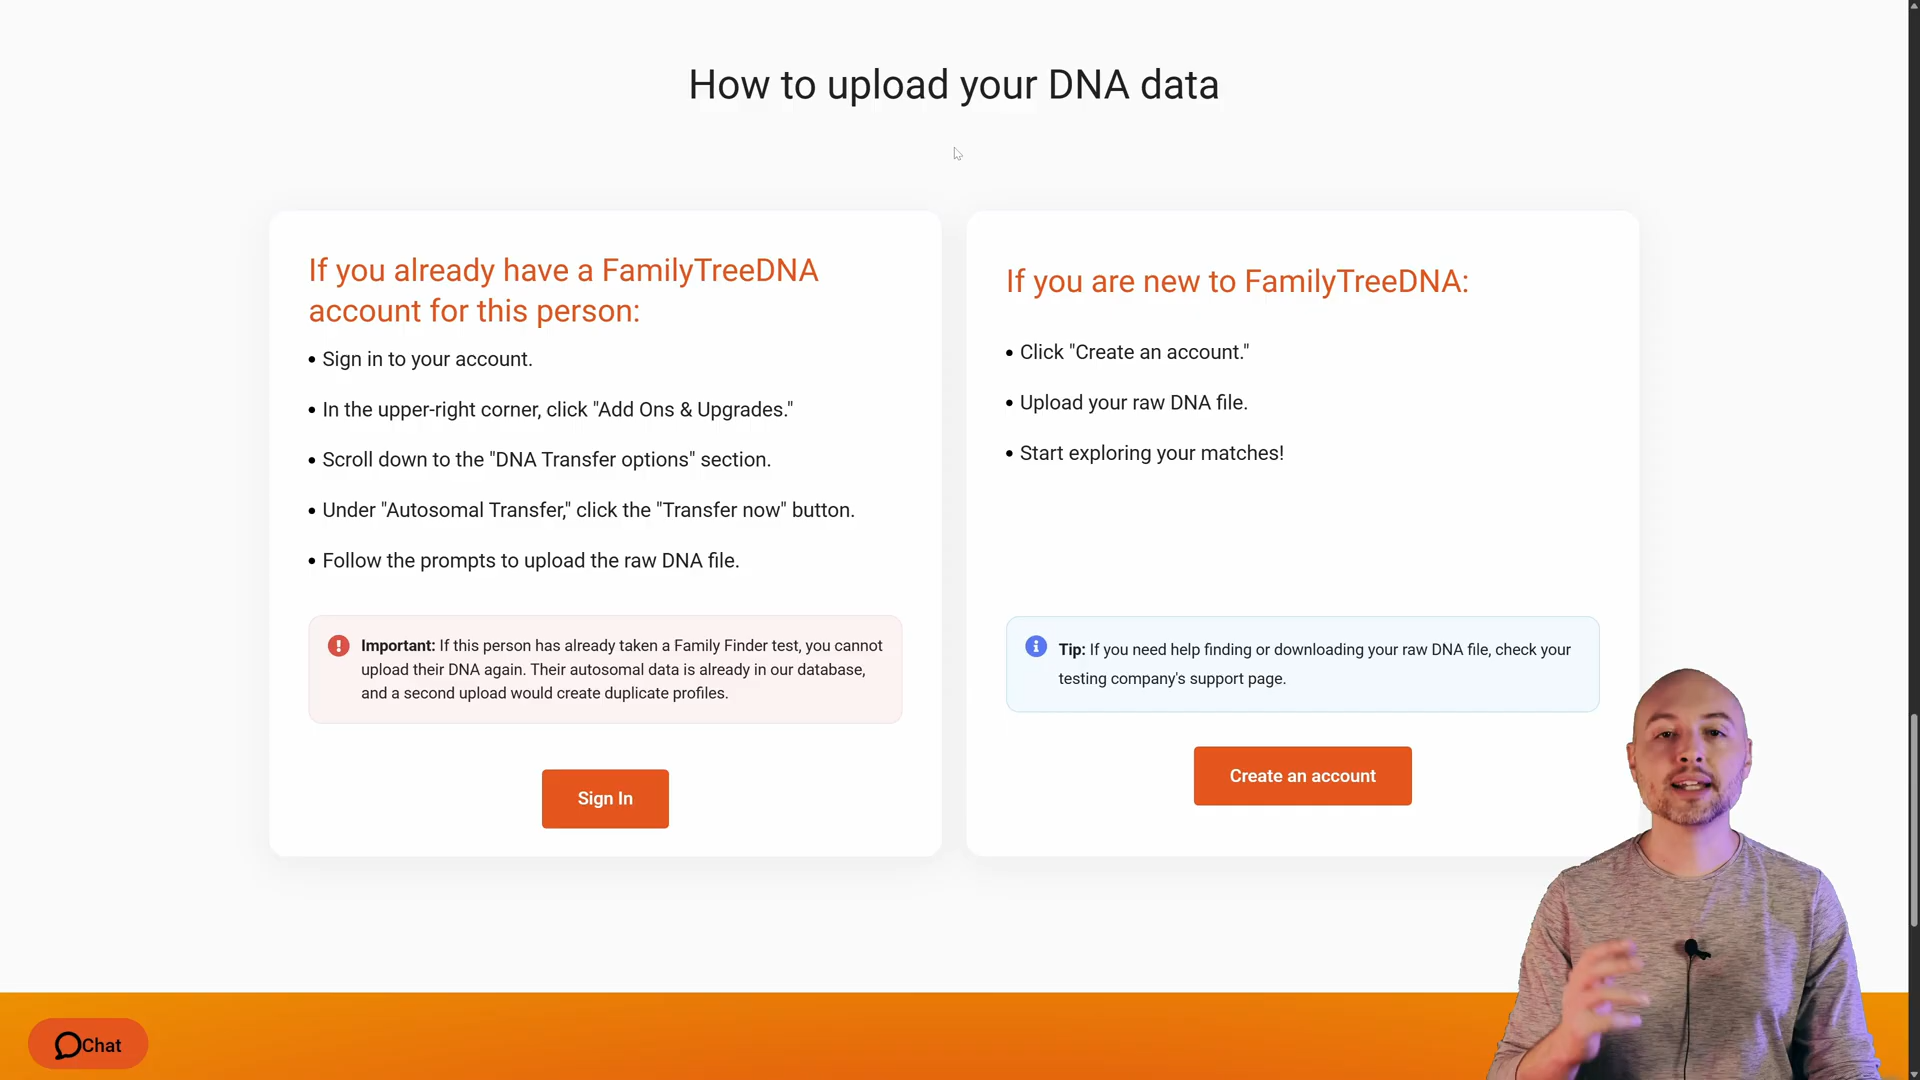 How to upload your DNA data
If you already have a FamilyTreeDNA
account for this person:
• Sign in to your account.
• In the upper-right corner, click "Add Ons & Upgrades."
• Scroll down to the "DNA Transfer options" section.
• Under "Autosomal Transfer," click the "Transfer now" button.
• Follow the prompts to upload the raw DNA file.
Important: If this person has already taken a Family Finder test, you cannot
upload their DNA again. Their autosomal data is already in our database,
and a second upload would create duplicate profiles.
Sign In
If you are new to FamilyTreeDNA:
• Click "Create an account."
• Upload your raw DNA file.
• Start exploring your matches!
Tip: If you need help finding or downloading your raw DNA file, check your
testing company's support page.
Create an account
Chat